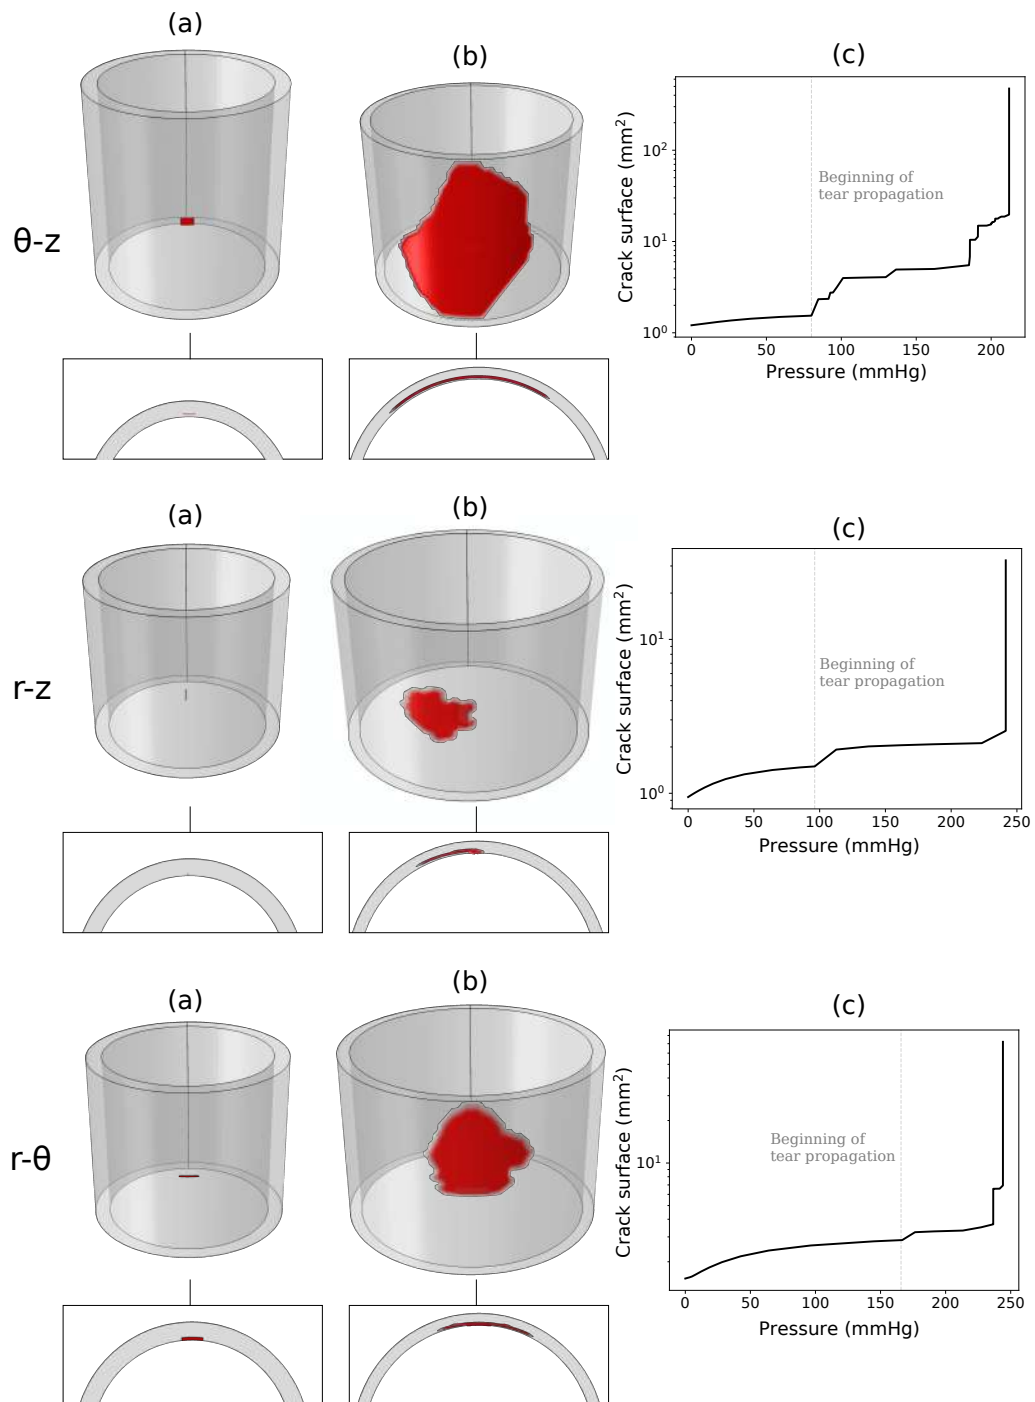 (a)
(b)
(c)
θ-z
Crack surface (mm²)
10²
10¹
10⁰
Beginning of
tear propagation
0 50 100 150 200
Pressure (mmHg)
(a)
(b)
(c)
r-z
Crack surface (mm²)
10¹
10⁰
Beginning of
tear propagation
0 50 100 150 200 250
Pressure (mmHg)
(a)
(b)
(c)
r-θ
Crack surface (mm²)
10¹
Beginning of
tear propagation
0 50 100 150 200 250
Pressure (mmHg)